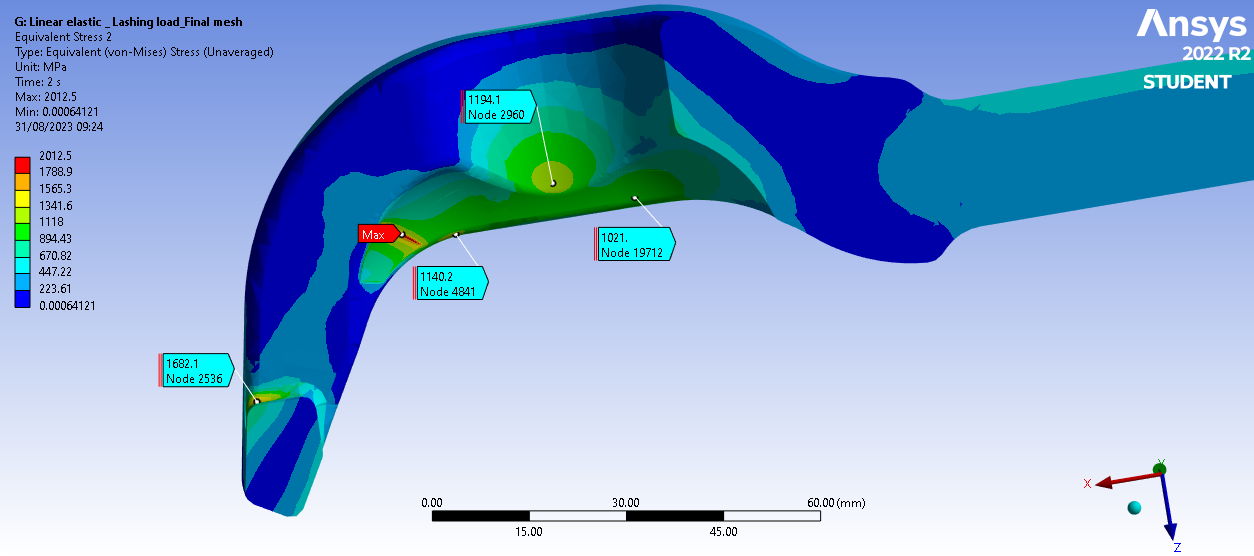 G: Linear elastic _ Lashing load_Final mesh
Equivalent Stress 2
Type: Equivalent (von-Mises) Stress (Unaveraged)
Unit: MPa
Time: 2 s
Max: 2012.5
Min: 0.00064121
31/08/2023 09:24
2012.5
1788.9
1565.3
1341.6
1118
894.43
670.82
447.22
223.61
0.00064121
Ansys
2022 R2
STUDENT
1194.1
Node 2960
Max
1021.
Node 19712
1140.2
Node 4841
1682.1
Node 2536
0.00
30.00
60.00 (mm)
15.00
45.00
Y
X
Z